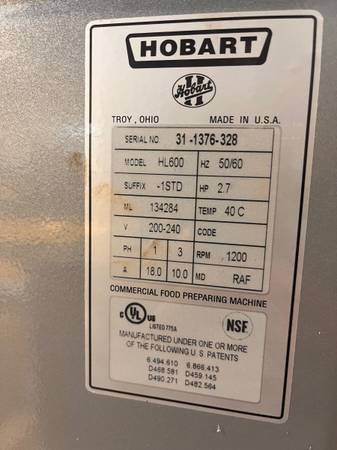 HOBART
Hobart
TROY, OHIO MADE IN U.S.A.
SERIAL NO. 31-1376-328
MODEL HL600 HZ 50/60
SUFFIX -1STD HP 2.7
ML 134284 TEMP 40 C
V 200-240 CODE
PH 1 3 RPM 1200
A 18.0 10.0 MD RAF
COMMERCIAL FOOD PREPARING MACHINE
C UL US NSF
LISTED 775A
MANUFACTURED UNDER ONE OR MORE
OF THE FOLLOWING U.S. PATENTS
6.494.610 6.866.413
D468.581 D459.145
D490.271 D482.564